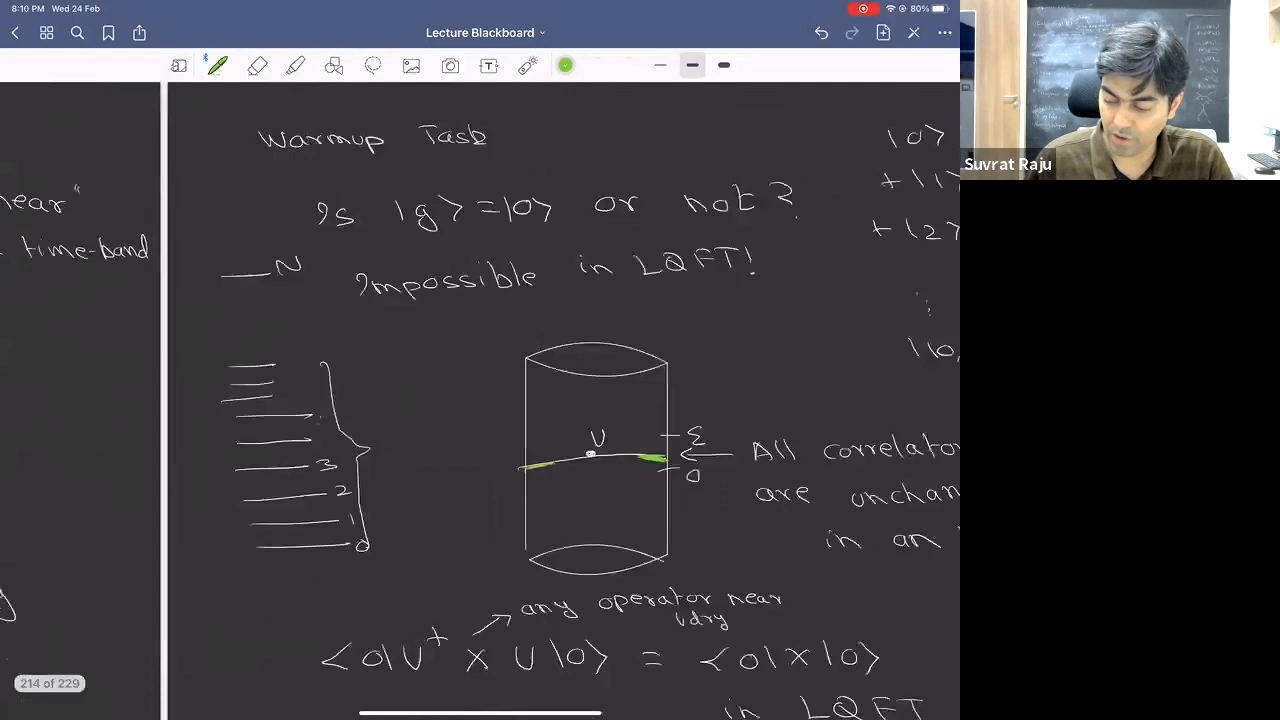 8:10 PM Wed 24 Feb
80%
Lecture Blackboard
Suvrat Raju
near"
time-band
Warmup Task
Is |g> = |0> or not?
Impossible in LQFT!
|0>
+ |1>
+ |2>
⋮
|10,
N
3
2
1
0
U
ε
0
All correlato
are unchan
in an
any operator near
bdry
<0|U† X U|0> = <0|X|0>
in LQFT
214 of 229